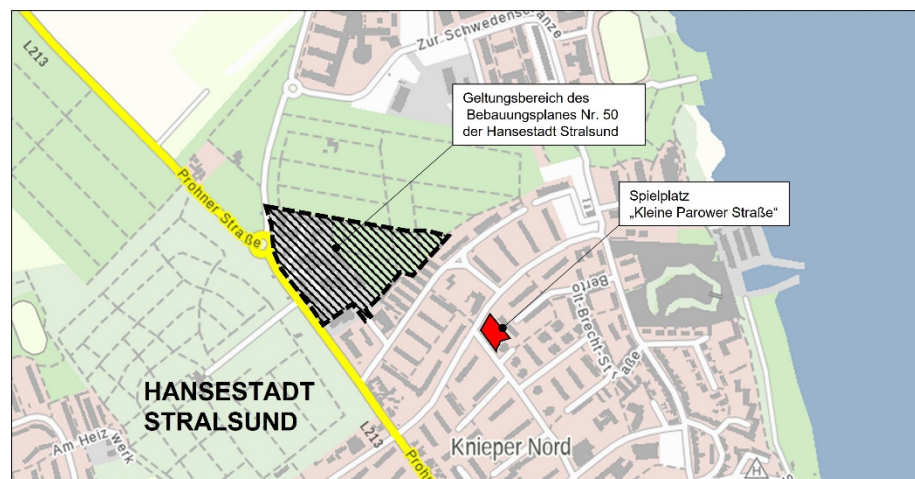 L213
Zur Schwedenschanze
Geltungsbereich des
Bebauungsplanes Nr. 50
der Hansestadt Stralsund
Prohner Straße
Spielplatz
„Kleine Parower Straße“
Bertolt-Brecht-Straße
HANSESTADT
STRALSUND
L213
Am Heizwerk
Knieper Nord
Prohn
H